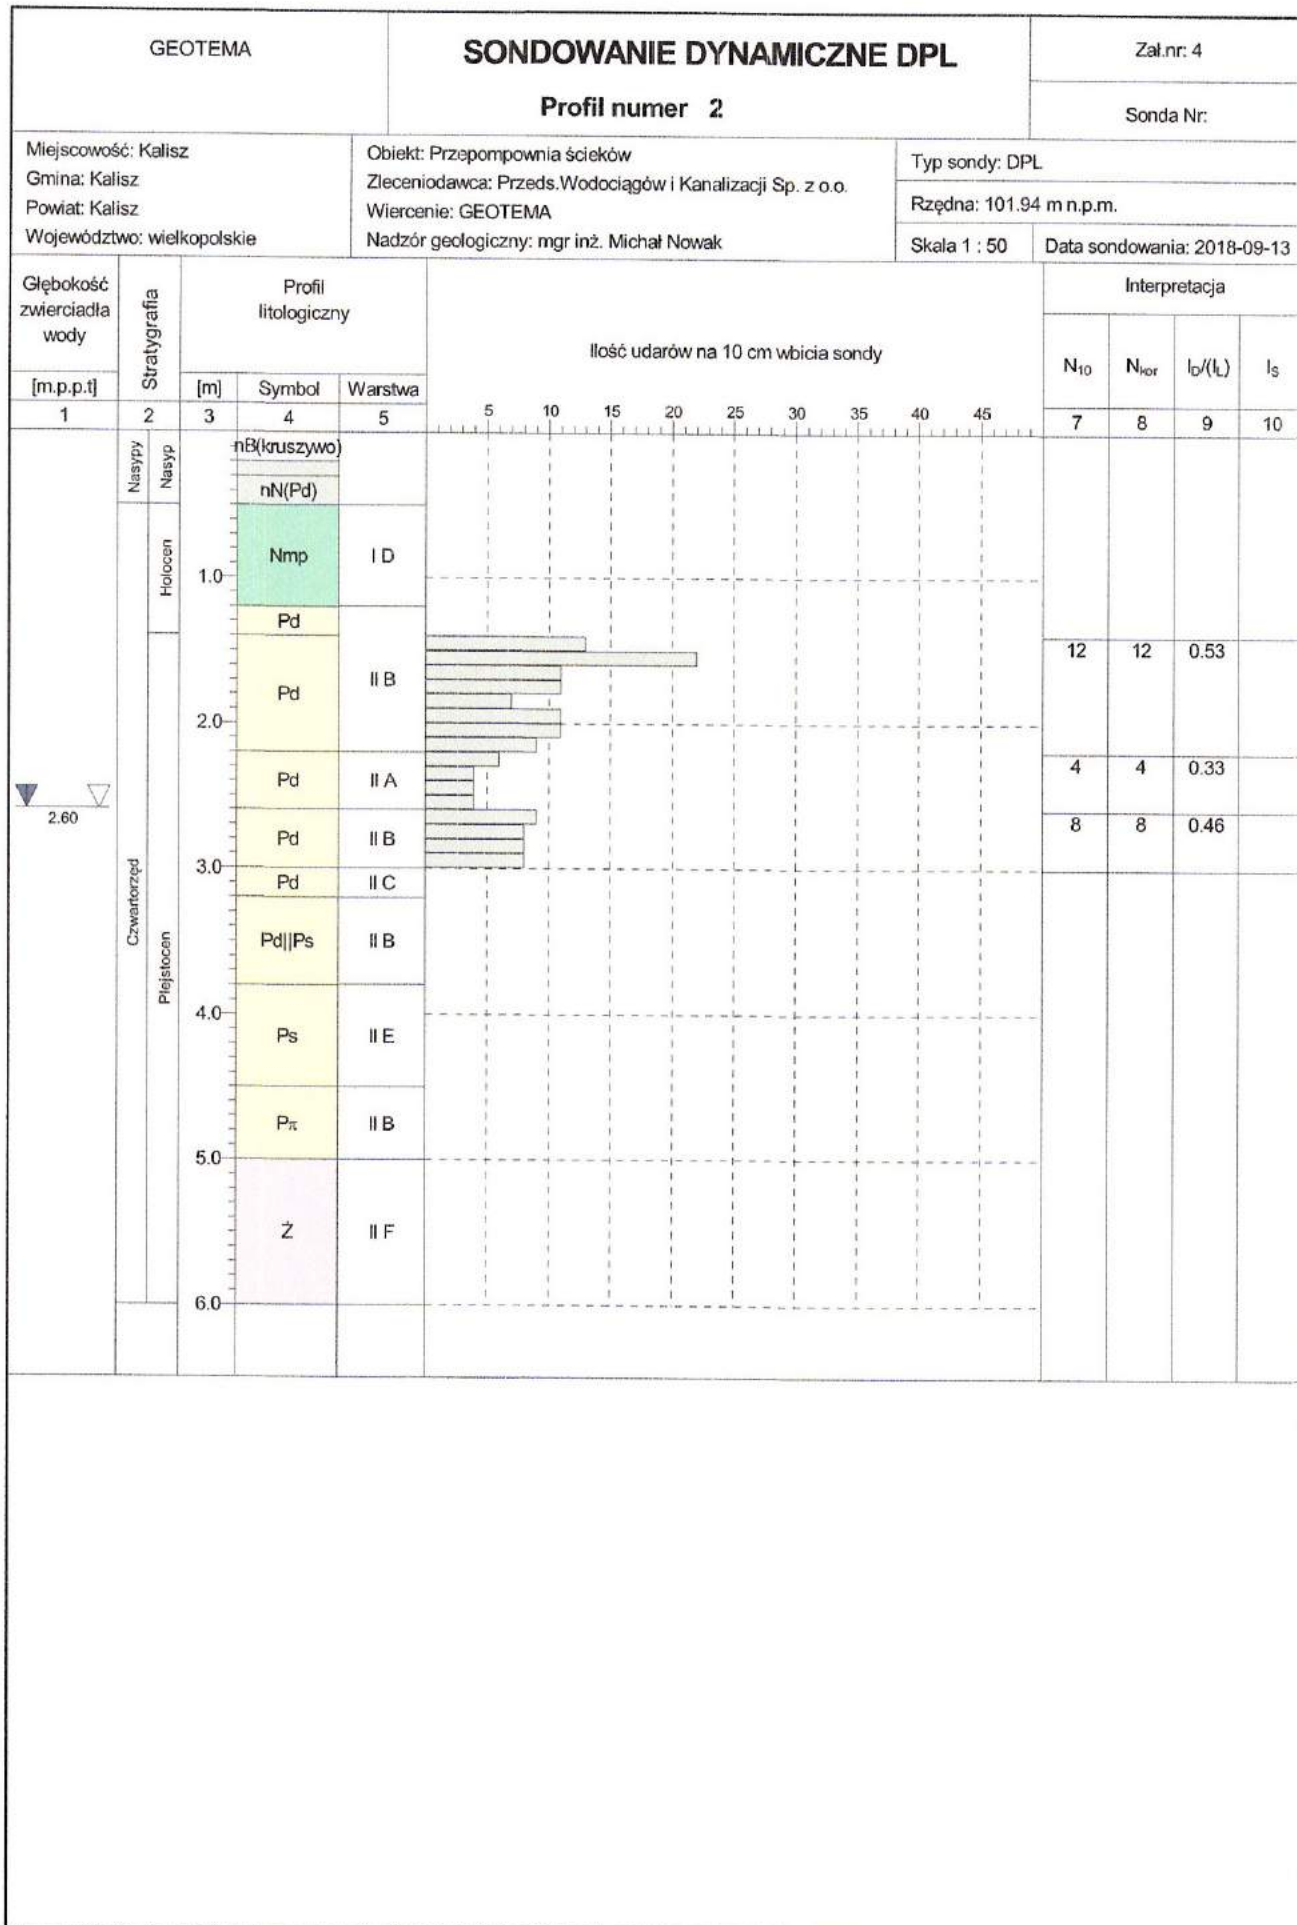 GEOTEMA
SONDOWANIE DYNAMICZNE DPL
Profil numer 2
Zał.nr: 4
Sonda Nr:
Miejscowość: Kalisz
Gmina: Kalisz
Powiat: Kalisz
Województwo: wielkopolskie
Obiekt: Przepompownia ścieków
Zleceniodawca: Przeds.Wodociągów i Kanalizacji Sp. z o.o.
Wiercenie: GEOTEMA
Nadzór geologiczny: mgr inż. Michał Nowak
Typ sondy: DPL
Rzędna: 101.94 m n.p.m.
Skala 1 : 50
Data sondowania: 2018-09-13
Głębokość
zwierciadła
wody
[m.p.p.t]
Stratygrafia
Profil
litologiczny
[m] Symbol Warstwa
Ilość udarów na 10 cm wbicia sondy
Interpretacja
N10 Nkor ID/(IL) IS
1 2 3 4 5
5 10 15 20 25 30 35 40 45
7 8 9 10
Nasypy
Nasyp
nB(kruszywo)
nN(Pd)
Holocen
Nmp I D
1.0
Pd
Pd II B
12 12 0.53
2.0
Pd II A
4 4 0.33
2.60
Pd II B
8 8 0.46
3.0
Pd II C
Czwartorzęd
Plejstocen
Pd||Ps II B
4.0
Ps II E
Pπ II B
5.0
Ż II F
6.0